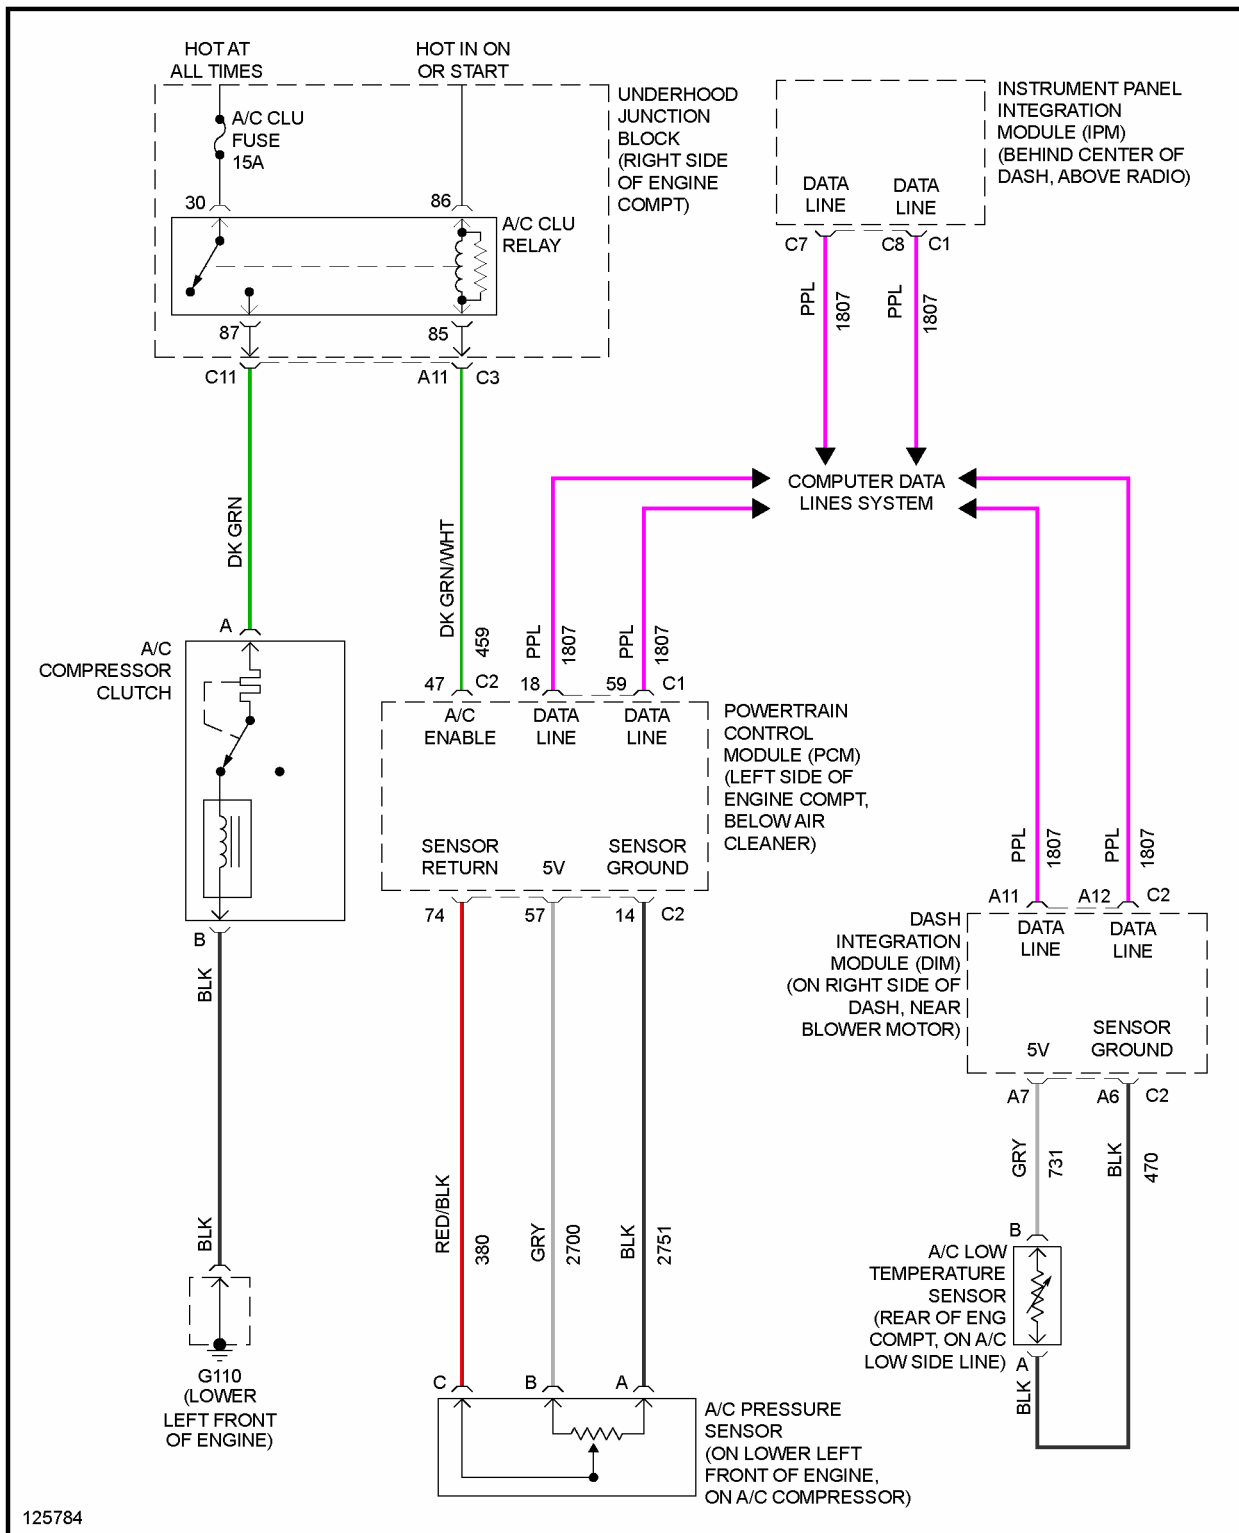 HOT AT
ALL TIMES
HOT IN ON
OR START
A/C CLU
FUSE
15A
UNDERHOOD
JUNCTION
BLOCK
(RIGHT SIDE
OF ENGINE
COMPT)
30
86
A/C CLU
RELAY
87
85
C11
A11
C3
INSTRUMENT PANEL
INTEGRATION
MODULE (IPM)
(BEHIND CENTER OF
DASH, ABOVE RADIO)
DATA
LINE
DATA
LINE
C7
C8
C1
PPL
1807
PPL
1807
COMPUTER DATA
LINES SYSTEM
DK GRN
DK GRN/WHT
459
PPL
1807
PPL
1807
A
A/C
COMPRESSOR
CLUTCH
B
BLK
BLK
G110
(LOWER
LEFT FRONT
OF ENGINE)
47
C2
18
59
C1
A/C
ENABLE
DATA
LINE
DATA
LINE
POWERTRAIN
CONTROL
MODULE (PCM)
(LEFT SIDE OF
ENGINE COMPT,
BELOW AIR
CLEANER)
SENSOR
RETURN
5V
SENSOR
GROUND
74
57
14
C2
RED/BLK
380
GRY
2700
BLK
2751
C
B
A
A/C PRESSURE
SENSOR
(ON LOWER LEFT
FRONT OF ENGINE,
ON A/C COMPRESSOR)
PPL
1807
PPL
1807
A11
A12
C2
DASH
INTEGRATION
MODULE (DIM)
(ON RIGHT SIDE OF
DASH, NEAR
BLOWER MOTOR)
DATA
LINE
DATA
LINE
5V
SENSOR
GROUND
A7
A6
C2
GRY
731
BLK
470
B
A/C LOW
TEMPERATURE
SENSOR
(REAR OF ENG
COMPT, ON A/C
LOW SIDE LINE)
A
BLK
125784